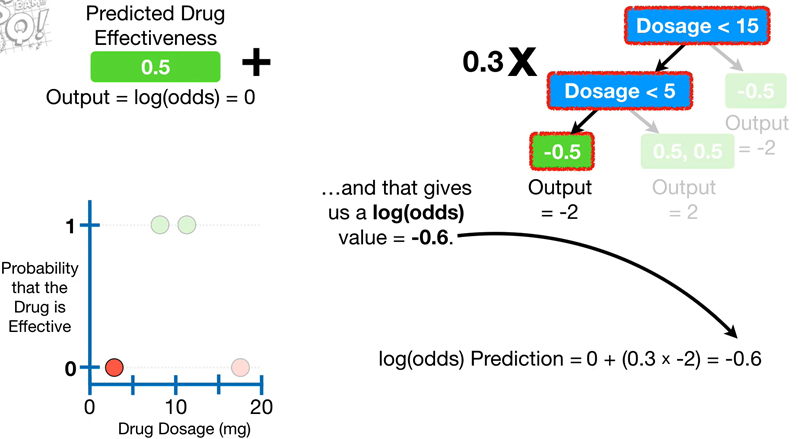 BAM!
Q!
Predicted Drug
Effectiveness
0.5
+
Output = log(odds) = 0
0.3 X
Dosage < 15
Dosage < 5
-0.5
Output
= -2
-0.5
0.5, 0.5
Output
= -2
Output
= 2
…and that gives
us a log(odds)
value = -0.6.
log(odds) Prediction = 0 + (0.3 x -2) = -0.6
1
Probability
that the
Drug is
Effective
0
0
10
20
Drug Dosage (mg)